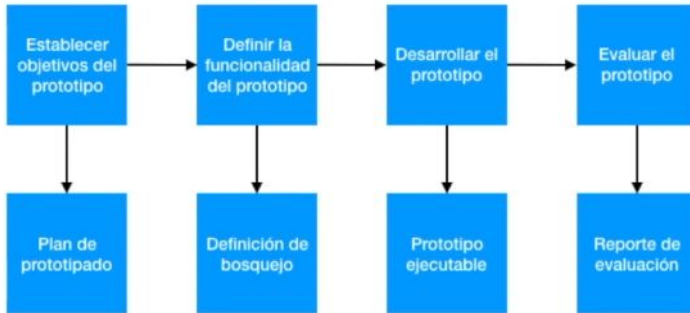 Establecer
objetivos del
prototipo
Definir la
funcionalidad
del prototipo
Desarrollar el
prototipo
Evaluar el
prototipo
Plan de
prototipado
Definición de
bosquejo
Prototipo
ejecutable
Reporte de
evaluación